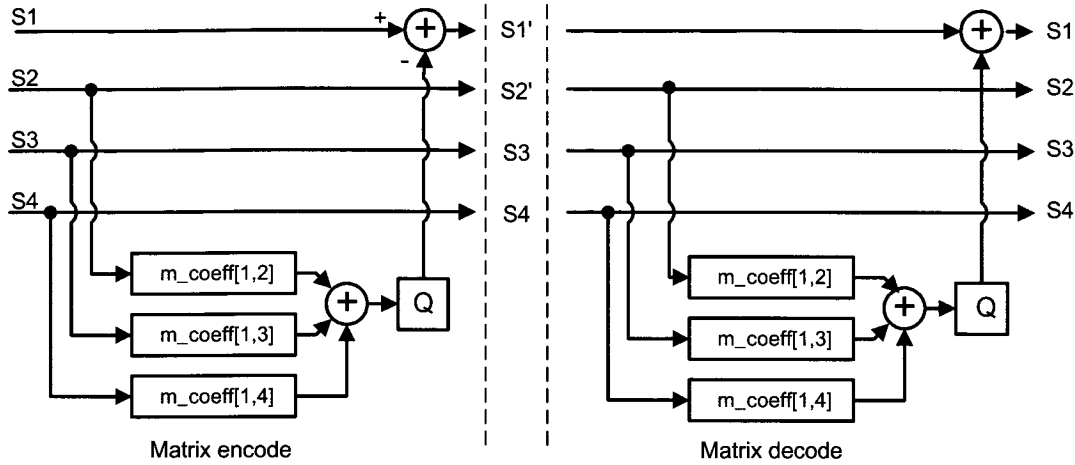 S1 + + S1' + S1
S2 - S2' S2
S3 S3 S3
S4 S4 S4
m_coeff[1,2] m_coeff[1,2]
+ Q + Q
m_coeff[1,3] m_coeff[1,3]
m_coeff[1,4] m_coeff[1,4]
Matrix encode Matrix decode